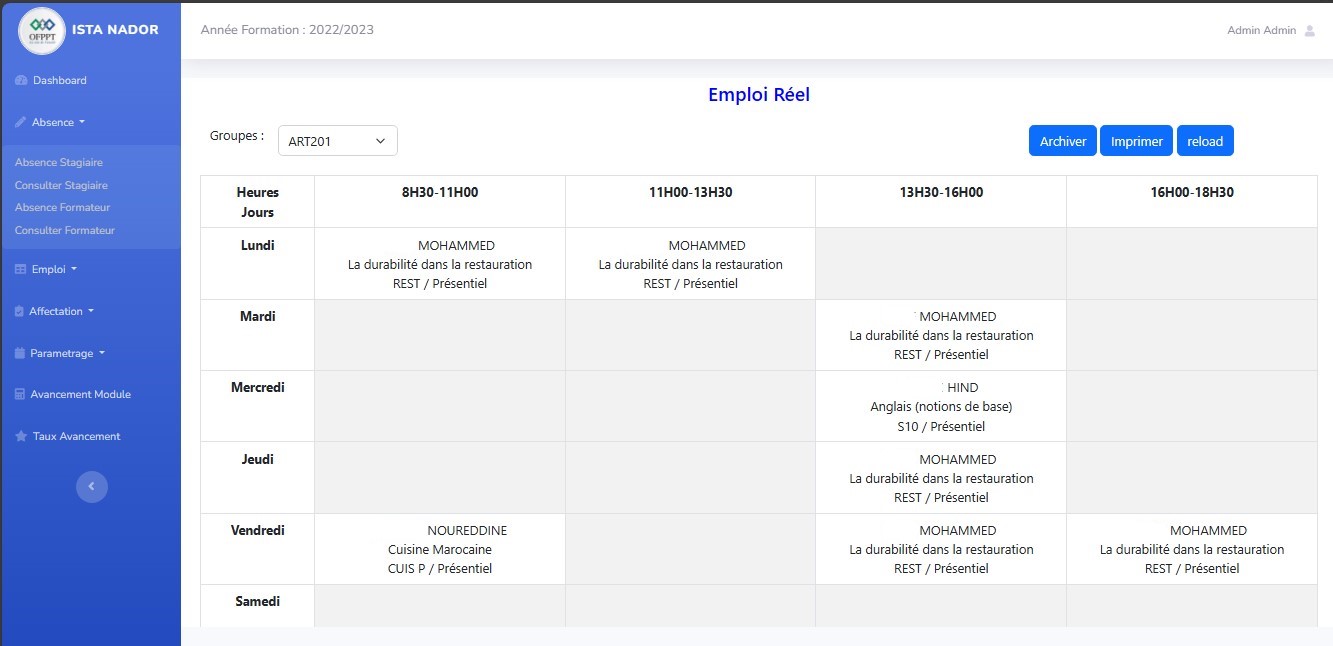 OFPPT
ISTA NADOR
Année Formation : 2022/2023
Admin Admin
Dashboard
Absence
Absence Stagiaire
Consulter Stagiaire
Absence Formateur
Consulter Formateur
Emploi
Affectation
Parametrage
Avancement Module
Taux Avancement
Emploi Réel
Groupes :
ART201
Archiver
Imprimer
reload
Heures
Jours
8H30-11H00
11H00-13H30
13H30-16H00
16H00-18H30
Lundi
MOHAMMED
La durabilité dans la restauration
REST / Présentiel
MOHAMMED
La durabilité dans la restauration
REST / Présentiel
Mardi
MOHAMMED
La durabilité dans la restauration
REST / Présentiel
Mercredi
HIND
Anglais (notions de base)
S10 / Présentiel
Jeudi
MOHAMMED
La durabilité dans la restauration
REST / Présentiel
Vendredi
NOUREDDINE
Cuisine Marocaine
CUIS P / Présentiel
MOHAMMED
La durabilité dans la restauration
REST / Présentiel
MOHAMMED
La durabilité dans la restauration
REST / Présentiel
Samedi